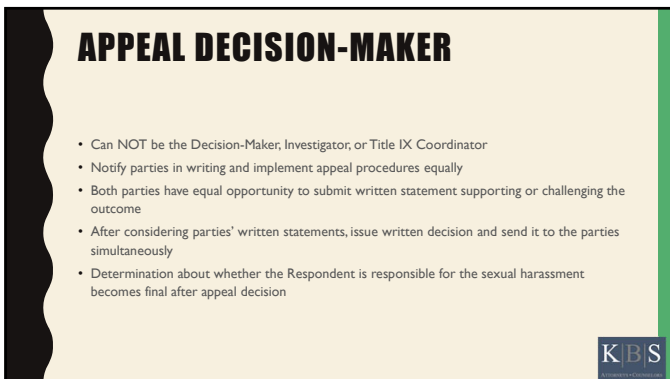 APPEAL DECISION-MAKER
• Can NOT be the Decision-Maker, Investigator, or Title IX Coordinator
• Notify parties in writing and implement appeal procedures equally
• Both parties have equal opportunity to submit written statement supporting or challenging the
outcome
• After considering parties’ written statements, issue written decision and send it to the parties
simultaneously
• Determination about whether the Respondent is responsible for the sexual harassment
becomes final after appeal decision
K|B|S
ATTORNEYS • COUNSELORS